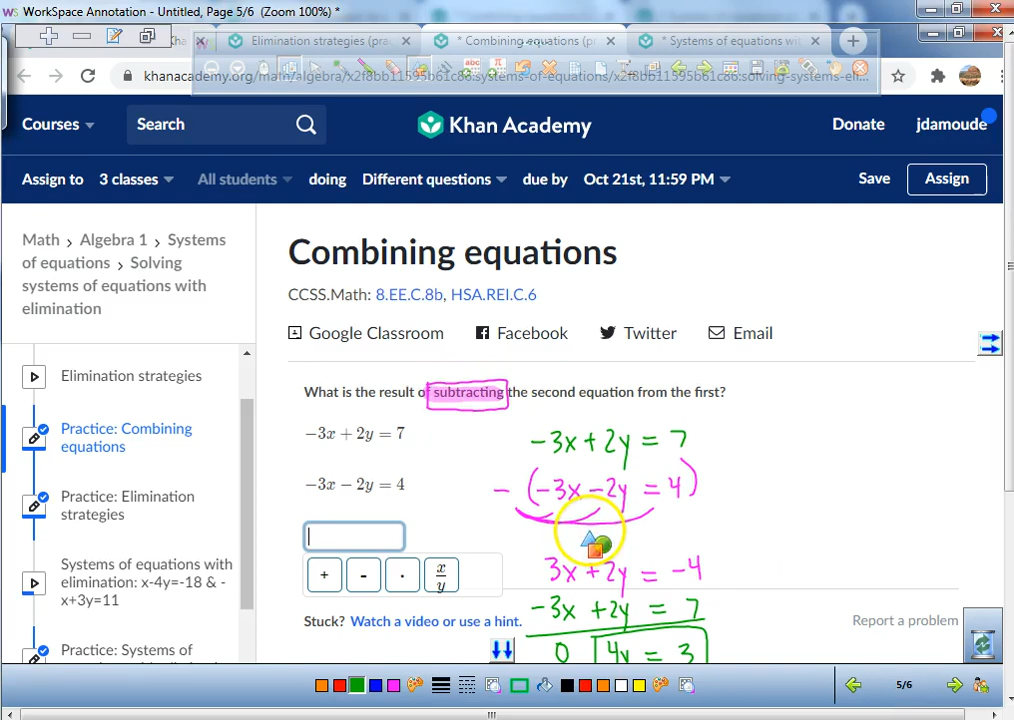 WorkSpace Annotation - Untitled, Page 5/6 (Zoom 100%) *
Elimination strategies (pra
* Combining equations (pr
* Systems of equations wit
khanacademy.org/math/algebra/x2f8bb11595b61c86:systems-of-equations/x2f8bb11595b61c86:solving-systems-eli...
Courses
Search
Khan Academy
Donate
jdamoude
Assign to
3 classes
All students
doing
Different questions
due by
Oct 21st, 11:59 PM
Save
Assign
Math > Algebra 1 > Systems
of equations > Solving
systems of equations with
elimination
Elimination strategies
Practice: Combining
equations
Practice: Elimination
strategies
Systems of equations with
elimination: x-4y=-18 & -
x+3y=11
Practice: Systems of
Combining equations
CCSS.Math: 8.EE.C.8b, HSA.REI.C.6
Google Classroom
Facebook
Twitter
Email
What is the result of subtracting the second equation from the first?
−3x + 2y = 7
−3x − 2y = 4
+
-
·
x/y
Stuck? Watch a video or use a hint.
Report a problem
-3x + 2y = 7
- (-3x - 2y = 4)
3x + 2y = -4
-3x + 2y = 7
0 4y = 3
5/6